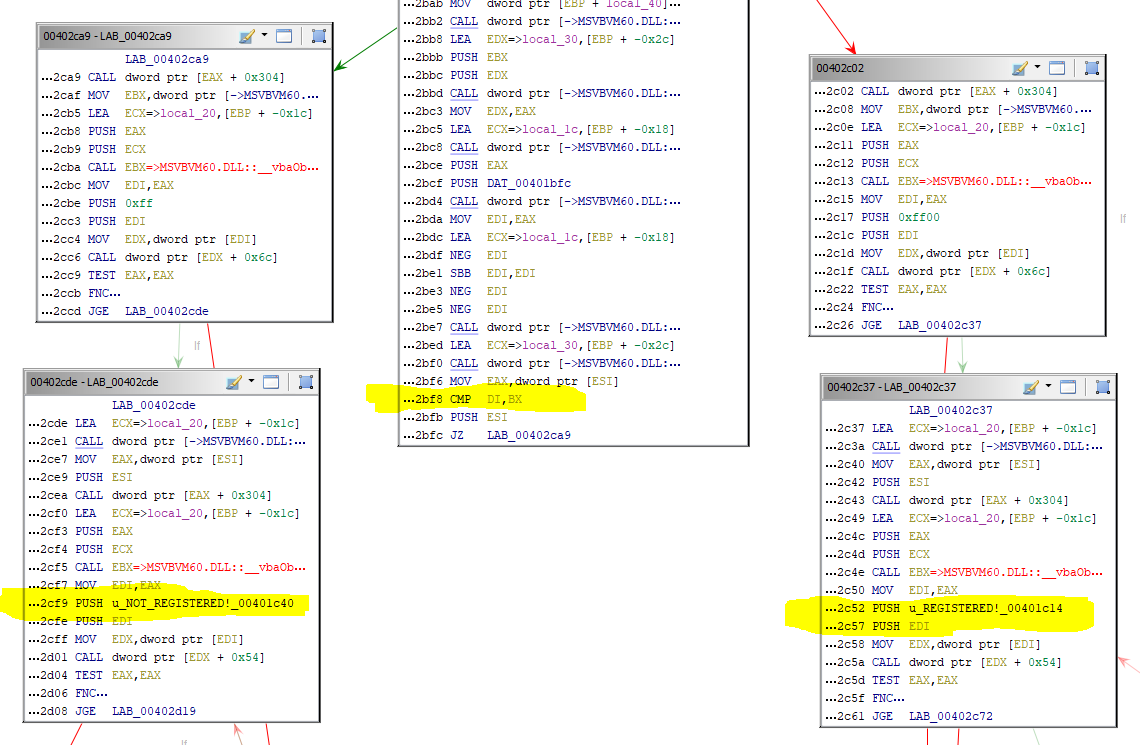 00402ca9 - LAB_00402ca9
LAB_00402ca9
...2ca9 CALL dword ptr [EAX + 0x304]
...2caf MOV EBX,dword ptr [->MSVBVM60....
...2cb5 LEA ECX=>local_20,[EBP + -0x1c]
...2cb8 PUSH EAX
...2cb9 PUSH ECX
...2cba CALL EBX=>MSVBVM60.DLL::__vbaOb...
...2cbc MOV EDI,EAX
...2cbe PUSH 0xff
...2cc3 PUSH EDI
...2cc4 MOV EDX,dword ptr [EDI]
...2cc6 CALL dword ptr [EDX + 0x6c]
...2cc9 TEST EAX,EAX
...2ccb FNC...
...2ccd JGE LAB_00402cde
If
00402cde - LAB_00402cde
LAB_00402cde
...2cde LEA ECX=>local_20,[EBP + -0x1c]
...2ce1 CALL dword ptr [->MSVBVM60.DLL:...
...2ce7 MOV EAX,dword ptr [ESI]
...2ce9 PUSH ESI
...2cea CALL dword ptr [EAX + 0x304]
...2cf0 LEA ECX=>local_20,[EBP + -0x1c]
...2cf3 PUSH EAX
...2cf4 PUSH ECX
...2cf5 CALL EBX=>MSVBVM60.DLL::__vbaOb...
...2cf7 MOV EDI,EAX
...2cf9 PUSH u_NOT_REGISTERED!_00401c40
...2cfe PUSH EDI
...2cff MOV EDX,dword ptr [EDI]
...2d01 CALL dword ptr [EDX + 0x54]
...2d04 TEST EAX,EAX
...2d06 FNC...
...2d08 JGE LAB_00402d19
If
...2bab MOV dword ptr [EBP + local_40]...
...2bb2 CALL dword ptr [->MSVBVM60.DLL:...
...2bb8 LEA EDX=>local_30,[EBP + -0x2c]
...2bbb PUSH EBX
...2bbc PUSH EDX
...2bbd CALL dword ptr [->MSVBVM60.DLL:...
...2bc3 MOV EDX,EAX
...2bc5 LEA ECX=>local_1c,[EBP + -0x18]
...2bc8 CALL dword ptr [->MSVBVM60.DLL:...
...2bce PUSH EAX
...2bcf PUSH DAT_00401bfc
...2bd4 CALL dword ptr [->MSVBVM60.DLL:...
...2bda MOV EDI,EAX
...2bdc LEA ECX=>local_1c,[EBP + -0x18]
...2bdf NEG EDI
...2be1 SBB EDI,EDI
...2be3 NEG EDI
...2be5 NEG EDI
...2be7 CALL dword ptr [->MSVBVM60.DLL:...
...2bed LEA ECX=>local_30,[EBP + -0x2c]
...2bf0 CALL dword ptr [->MSVBVM60.DLL:...
...2bf6 MOV EAX,dword ptr [ESI]
...2bf8 CMP DI,BX
...2bfb PUSH ESI
...2bfc JZ LAB_00402ca9
00402c02
...2c02 CALL dword ptr [EAX + 0x304]
...2c08 MOV EBX,dword ptr [->MSVBVM60....
...2c0e LEA ECX=>local_20,[EBP + -0x1c]
...2c11 PUSH EAX
...2c12 PUSH ECX
...2c13 CALL EBX=>MSVBVM60.DLL::__vbaOb...
...2c15 MOV EDI,EAX
...2c17 PUSH 0xff00
...2c1c PUSH EDI
...2c1d MOV EDX,dword ptr [EDI]
...2c1f CALL dword ptr [EDX + 0x6c]
...2c22 TEST EAX,EAX
...2c24 FNC...
...2c26 JGE LAB_00402c37
If
00402c37 - LAB_00402c37
LAB_00402c37
...2c37 LEA ECX=>local_20,[EBP + -0x1c]
...2c3a CALL dword ptr [->MSVBVM60.DLL:...
...2c40 MOV EAX,dword ptr [ESI]
...2c42 PUSH ESI
...2c43 CALL dword ptr [EAX + 0x304]
...2c49 LEA ECX=>local_20,[EBP + -0x1c]
...2c4c PUSH EAX
...2c4d PUSH ECX
...2c4e CALL EBX=>MSVBVM60.DLL::__vbaOb...
...2c50 MOV EDI,EAX
...2c52 PUSH u_REGISTERED!_00401c14
...2c57 PUSH EDI
...2c58 MOV EDX,dword ptr [EDI]
...2c5a CALL dword ptr [EDX + 0x54]
...2c5d TEST EAX,EAX
...2c5f FNC...
...2c61 JGE LAB_00402c72